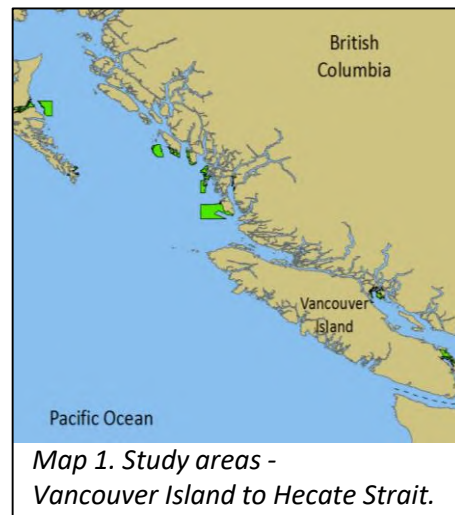 British
Columbia
Vancouver
Island
Pacific Ocean
Map 1. Study areas -
Vancouver Island to Hecate Strait.